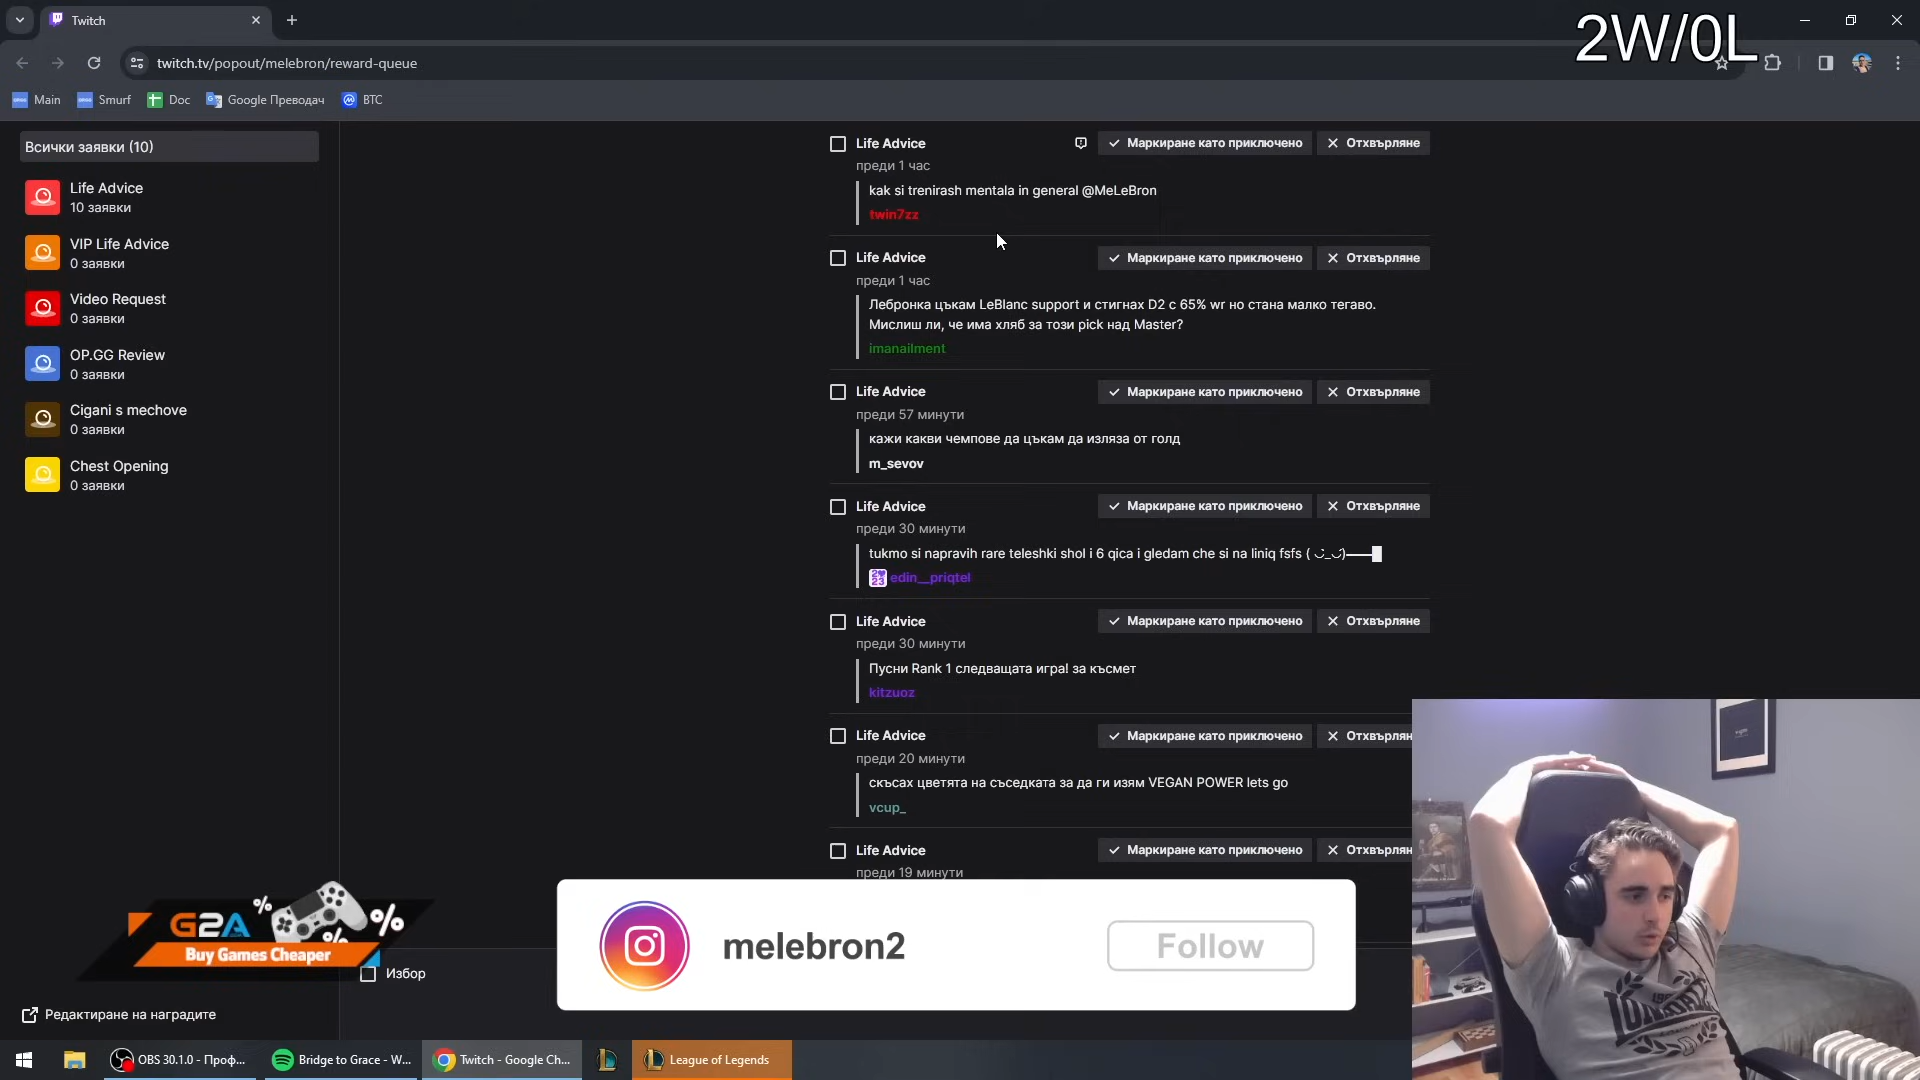 Twitch
2W/0L
twitch.tv/popout/melebron/reward-queue
Main
Smurf
Doc
Google Преводач
BTC
Всички заявки (10)
Life Advice
10 заявки
VIP Life Advice
0 заявки
Video Request
0 заявки
OP.GG Review
0 заявки
Cigani s mechove
0 заявки
Chest Opening
0 заявки
Life Advice
Маркиране като приключено
Отхвърляне
преди 1 час
kak si trenirash mentala in general @MeLeBron
twin7zz
Life Advice
Маркиране като приключено
Отхвърляне
преди 1 час
Лебронка цъкам LeBlanc support и стигнах D2 с 65% wr но стана малко тегаво.
Мислиш ли, че има хляб за този pick над Master?
imanailment
Life Advice
Маркиране като приключено
Отхвърляне
преди 57 минути
кажи какви чемпове да цъкам да изляза от голд
m_sevov
Life Advice
Маркиране като приключено
Отхвърляне
преди 30 минути
tukmo si napravih rare teleshki shol i 6 qica i gledam che si na liniq fsfs
edin__priqtel
Life Advice
Маркиране като приключено
Отхвърляне
преди 30 минути
Пусни Rank 1 следващата игра! за късмет
kitzuoz
Life Advice
Маркиране като приключено
Отхвърлян
преди 20 минути
скъсах цветята на съседката за да ги изям VEGAN POWER lets go
vcup_
Life Advice
Маркиране като приключено
Отхвърлян
преди 19 минути
G2A
% % %
Buy Games Cheaper
Избор
melebron2
Follow
Редактиране на наградите
OBS 30.1.0 - Проф...
Bridge to Grace - W...
Twitch - Google Ch...
League of Legends